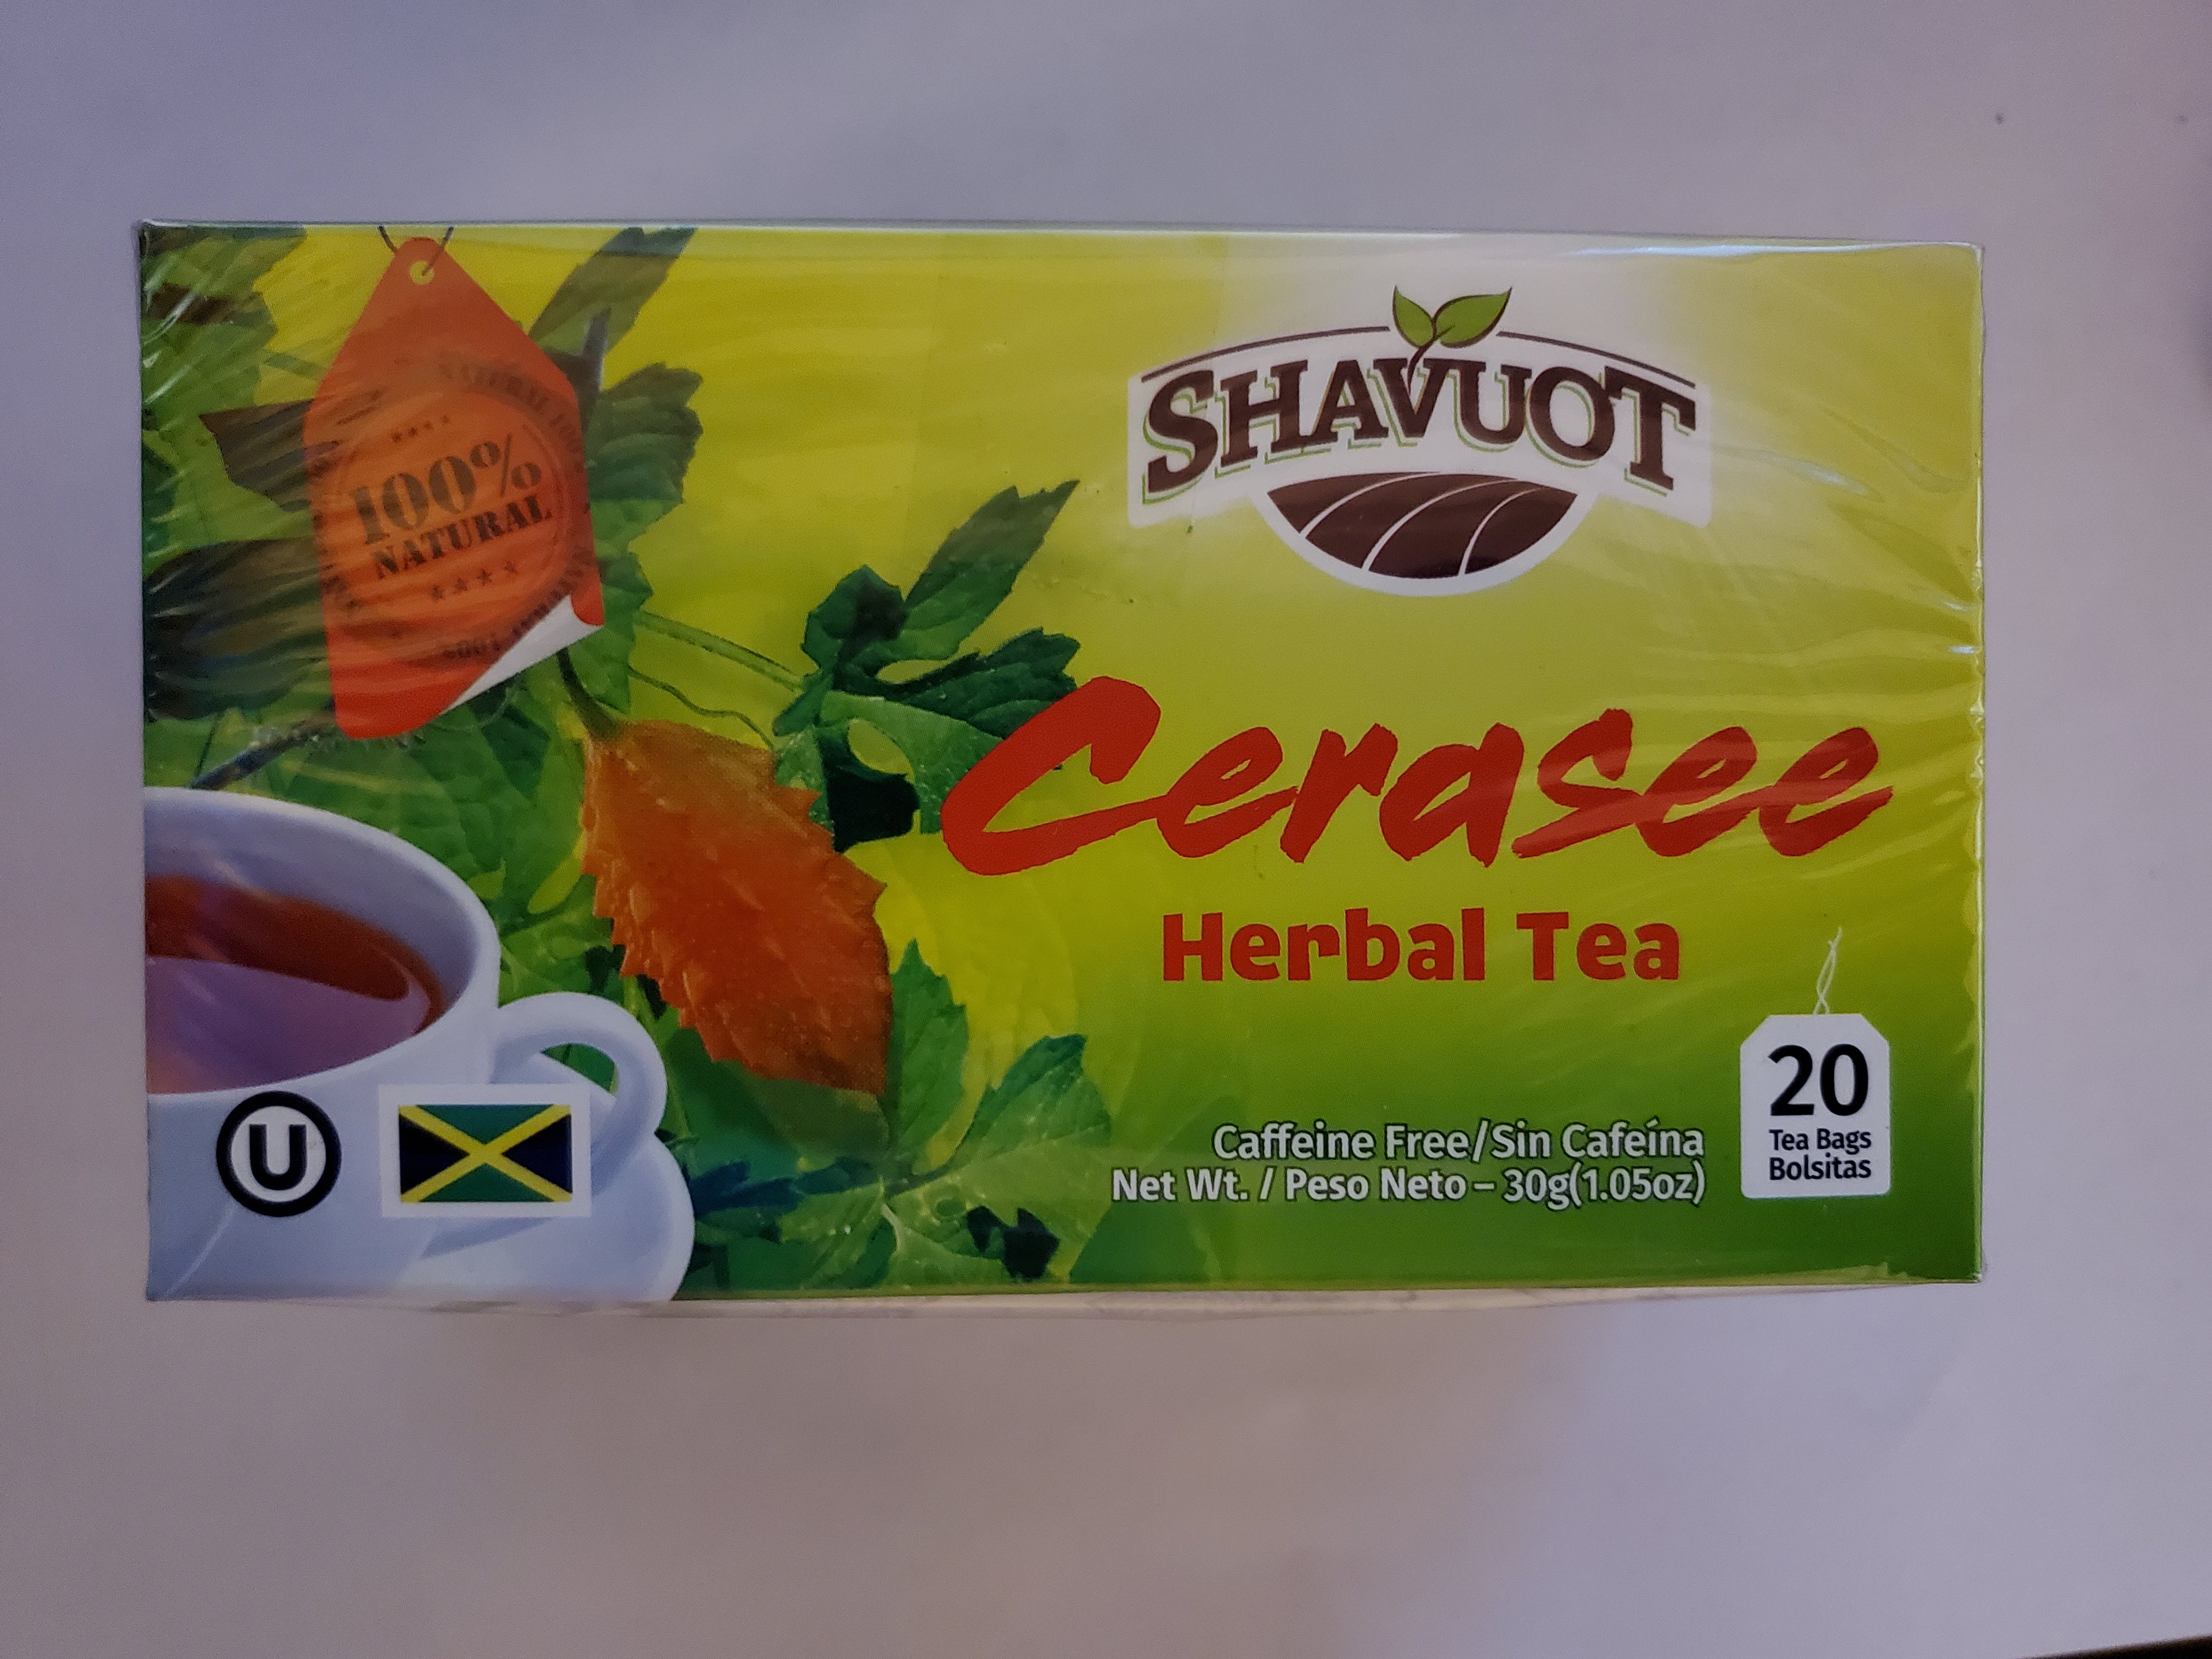 100%
NATURAL
SHAVUOT
Cerasee
Herbal Tea
20
Tea Bags
Bolsitas
Caffeine Free/Sin Cafeína
Net Wt. / Peso Neto – 30g(1.05oz)
U